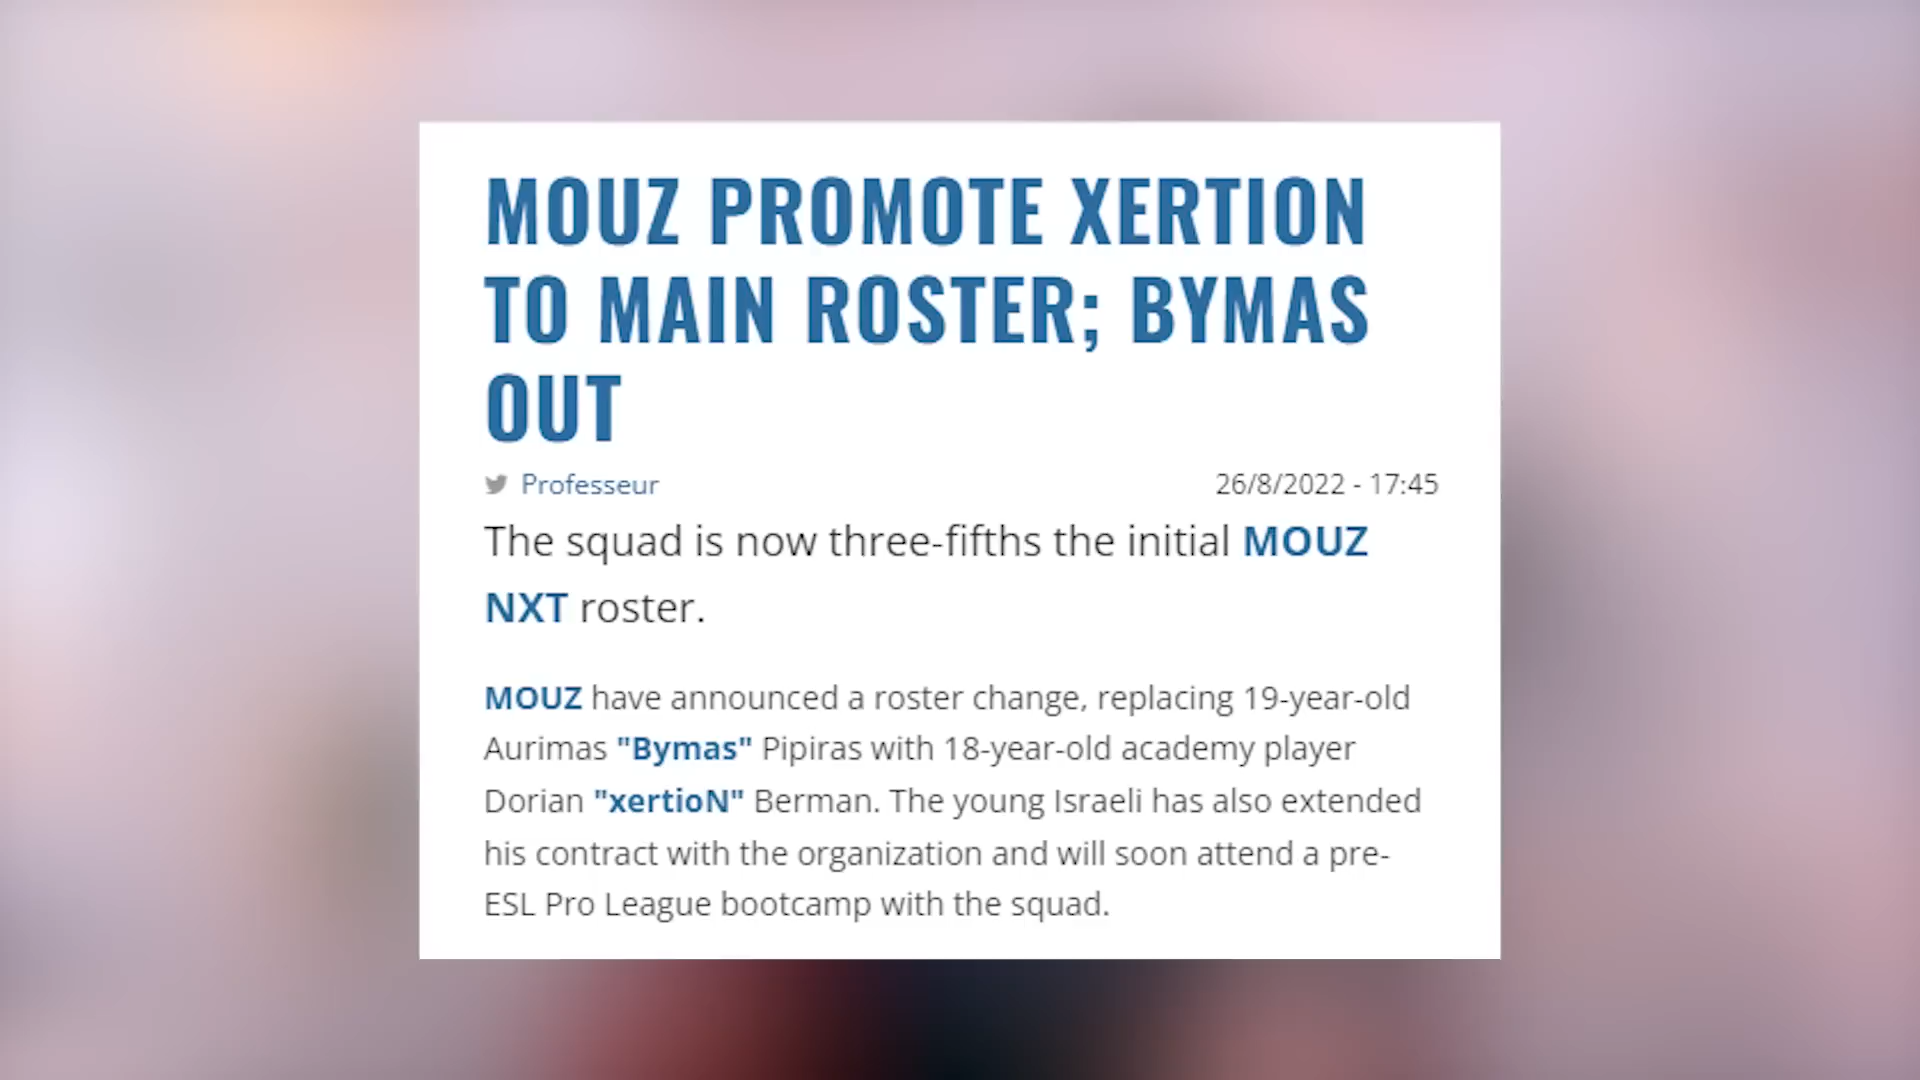 MOUZ PROMOTE XERTION
TO MAIN ROSTER; BYMAS
OUT
Professeur 26/8/2022 - 17:45
The squad is now three-fifths the initial MOUZ
NXT roster.
MOUZ have announced a roster change, replacing 19-year-old
Aurimas "Bymas" Pipiras with 18-year-old academy player
Dorian "xertioN" Berman. The young Israeli has also extended
his contract with the organization and will soon attend a pre-
ESL Pro League bootcamp with the squad.